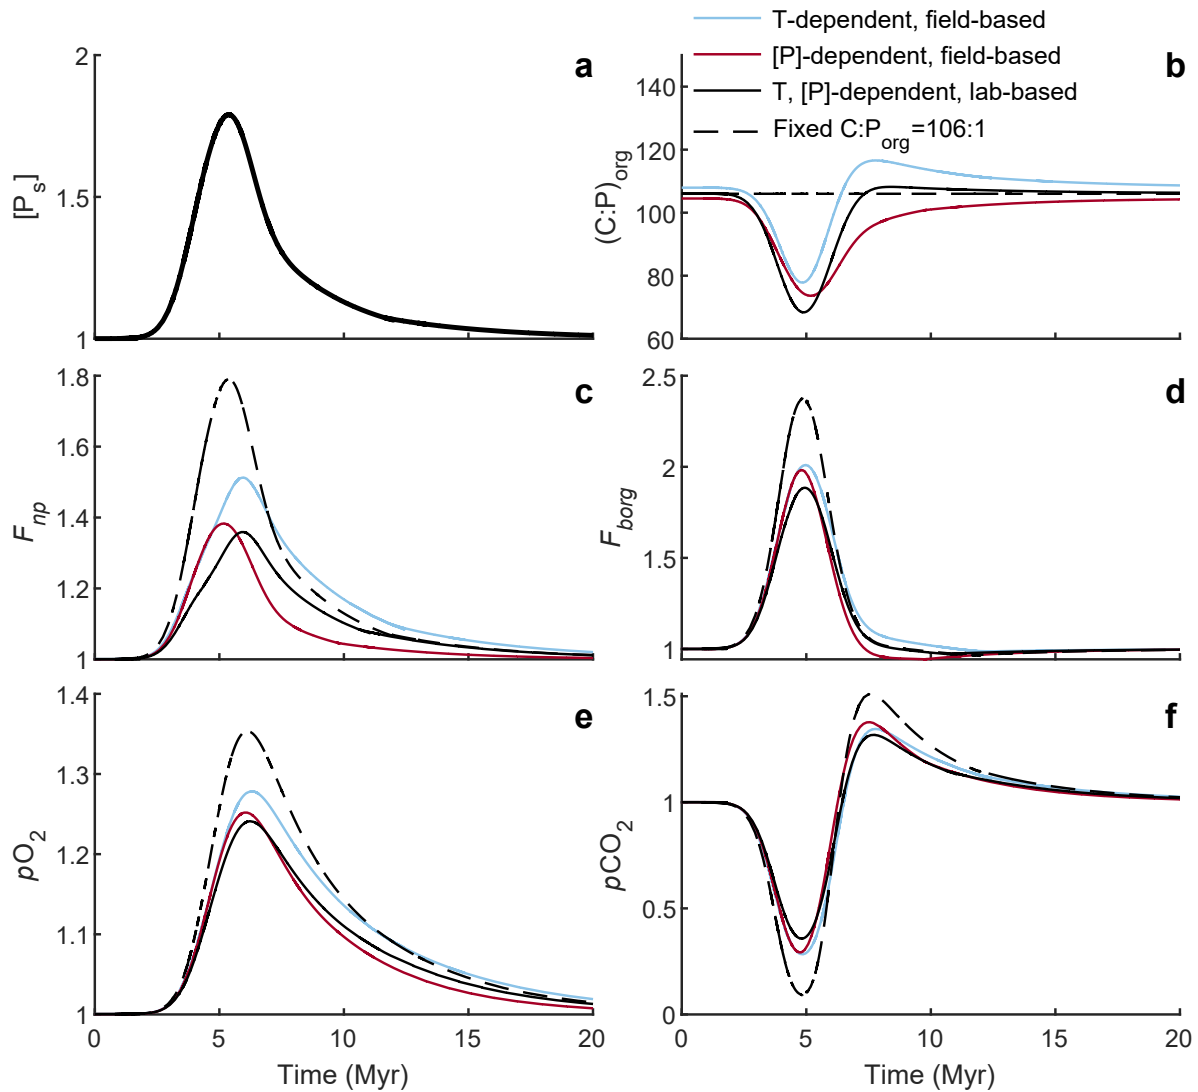 T-dependent, field-based
[P]-dependent, field-based
T, [P]-dependent, lab-based
Fixed C:Porg=106:1
a
2
1.5
1
[Ps]
b
140
120
100
80
60
(C:P)org
c
1.8
1.6
1.4
1.2
1
Fnp
d
2.5
2
1.5
1
Fborg
e
1.4
1.3
1.2
1.1
1
pO2
0 5 10 15 20
Time (Myr)
f
1.5
1
0.5
0
pCO2
0 5 10 15 20
Time (Myr)